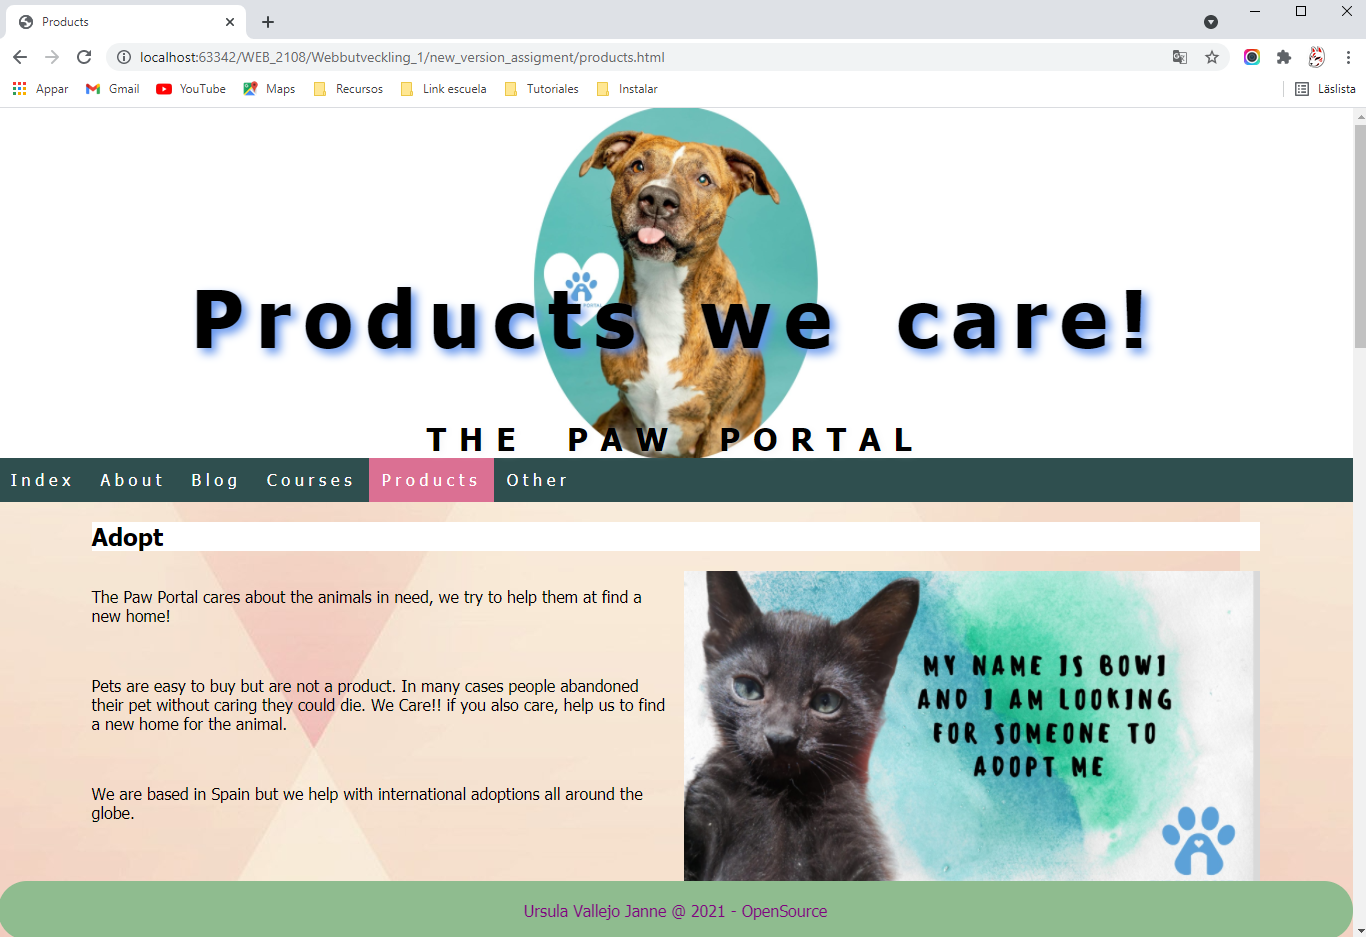 Products
localhost:63342/WEB_2108/Webbutveckling_1/new_version_assigment/products.html
Appar Gmail YouTube Maps Recursos Link escuela Tutoriales Instalar Läslista
Products we care!
THE PAW PORTAL
Index About Blog Courses Products Other
Adopt
The Paw Portal cares about the animals in need, we try to help them at find a
new home!
Pets are easy to buy but are not a product. In many cases people abandoned
their pet without caring they could die. We Care!! if you also care, help us to find
a new home for the animal.
We are based in Spain but we help with international adoptions all around the
globe.
MY NAME IS BOWI
AND I AM LOOKING
FOR SOMEONE TO
ADOPT ME
Ursula Vallejo Janne @ 2021 - OpenSource